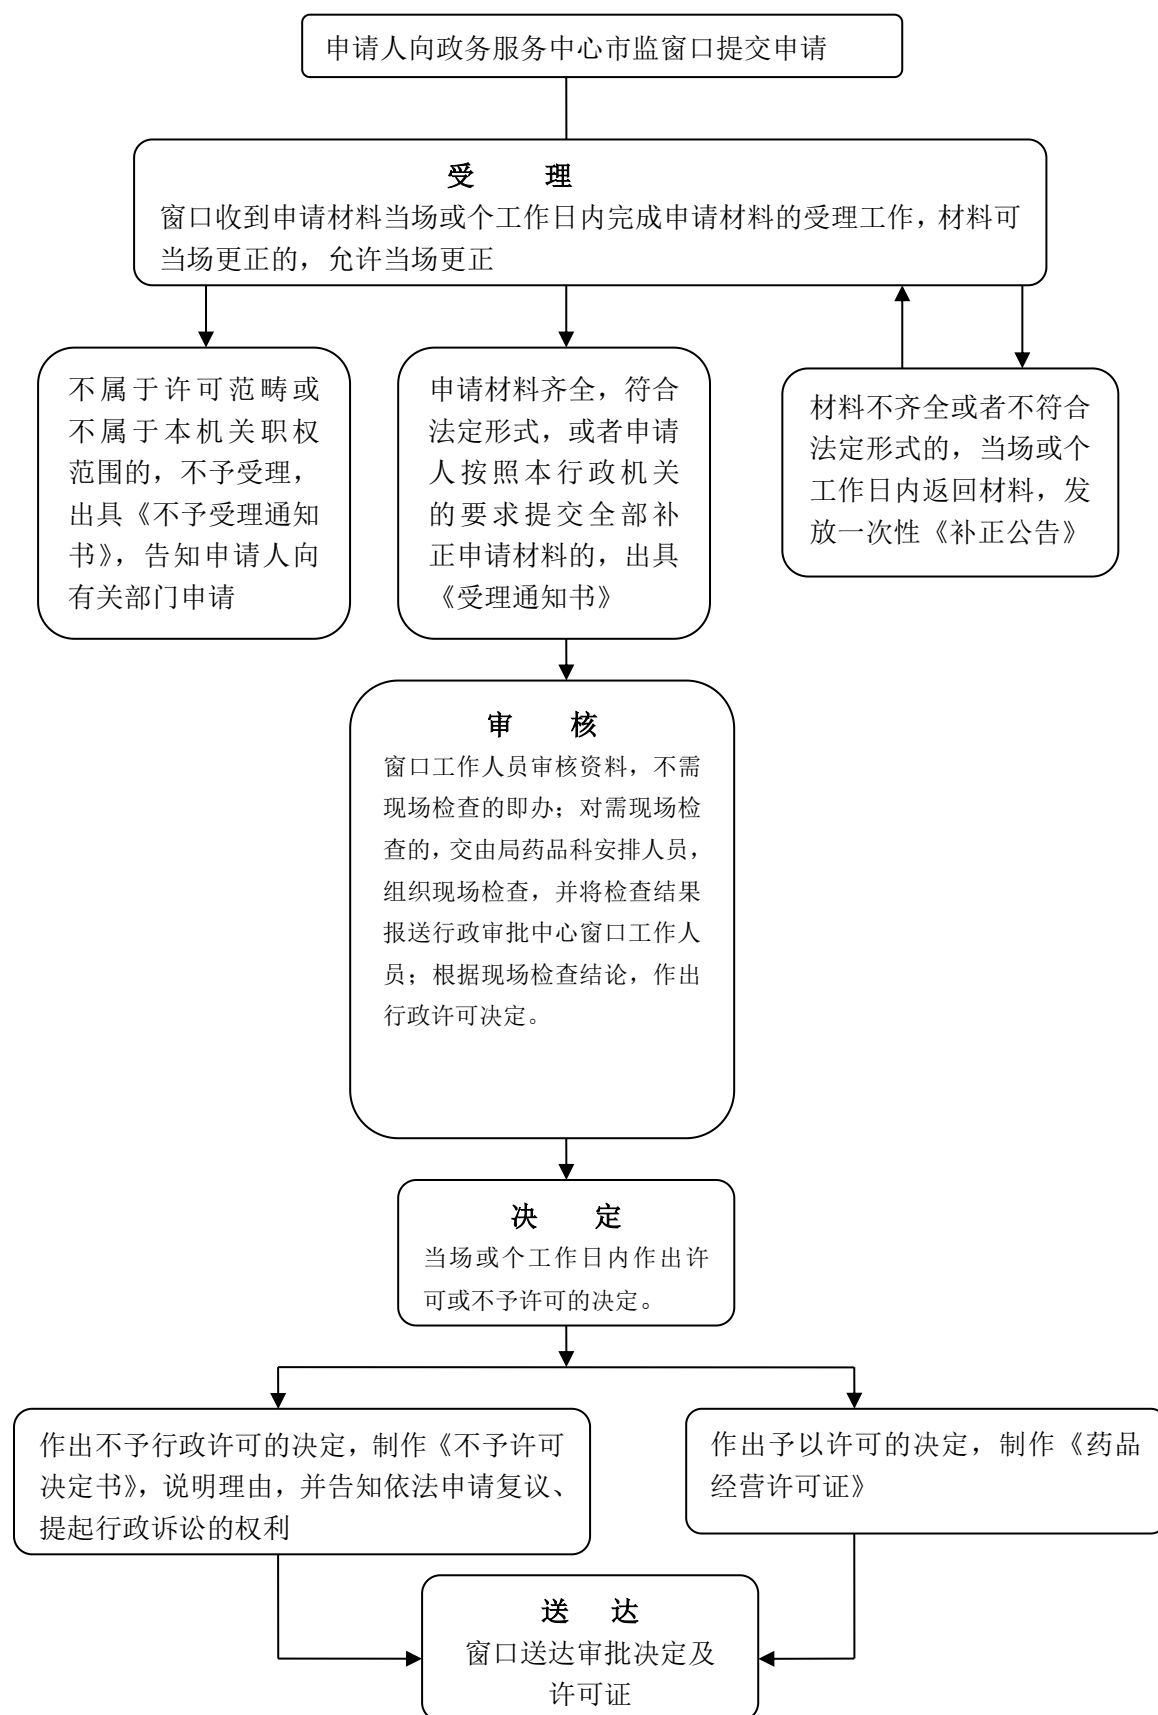 申请人向政务服务中心市监窗口提交申请
受 理
窗口收到申请材料当场或个工作日内完成申请材料的受理工作，材料可
当场更正的，允许当场更正
不属于许可范畴或
不属于本机关职权
范围的，不予受理，
出具《不予受理通知
书》，告知申请人向
有关部门申请
申请材料齐全，符合
法定形式，或者申请
人按照本行政机关
的要求提交全部补
正申请材料的，出具
《受理通知书》
材料不齐全或者不符合
法定形式的，当场或个
工作日内返回材料，发
放一次性《补正公告》
审 核
窗口工作人员审核资料，不需
现场检查的即办；对需现场检
查的，交由局药品科安排人员，
组织现场检查，并将检查结果
报送行政审批中心窗口工作人
员；根据现场检查结论，作出
行政许可决定。
决 定
当场或个工作日内作出许
可或不予许可的决定。
作出不予行政许可的决定，制作《不予许可
决定书》，说明理由，并告知依法申请复议、
提起行政诉讼的权利
作出予以许可的决定，制作《药品
经营许可证》
送 达
窗口送达审批决定及
许可证